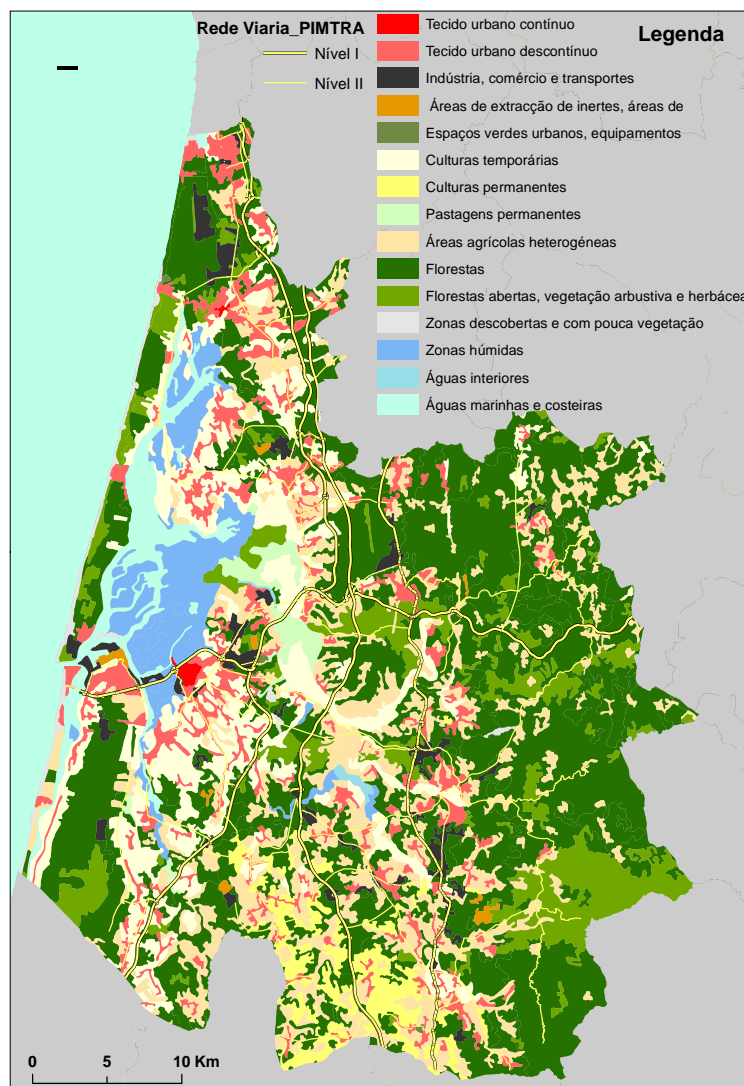 Rede Viaria_PIMTRA
Nível I
Nível II
Legenda
Tecido urbano contínuo
Tecido urbano descontínuo
Indústria, comércio e transportes
Áreas de extracção de inertes, áreas de
Espaços verdes urbanos, equipamentos
Culturas temporárias
Culturas permanentes
Pastagens permanentes
Áreas agrícolas heterogéneas
Florestas
Florestas abertas, vegetação arbustiva e herbácea
Zonas descobertas e com pouca vegetação
Zonas húmidas
Águas interiores
Águas marinhas e costeiras
0 5 10 Km